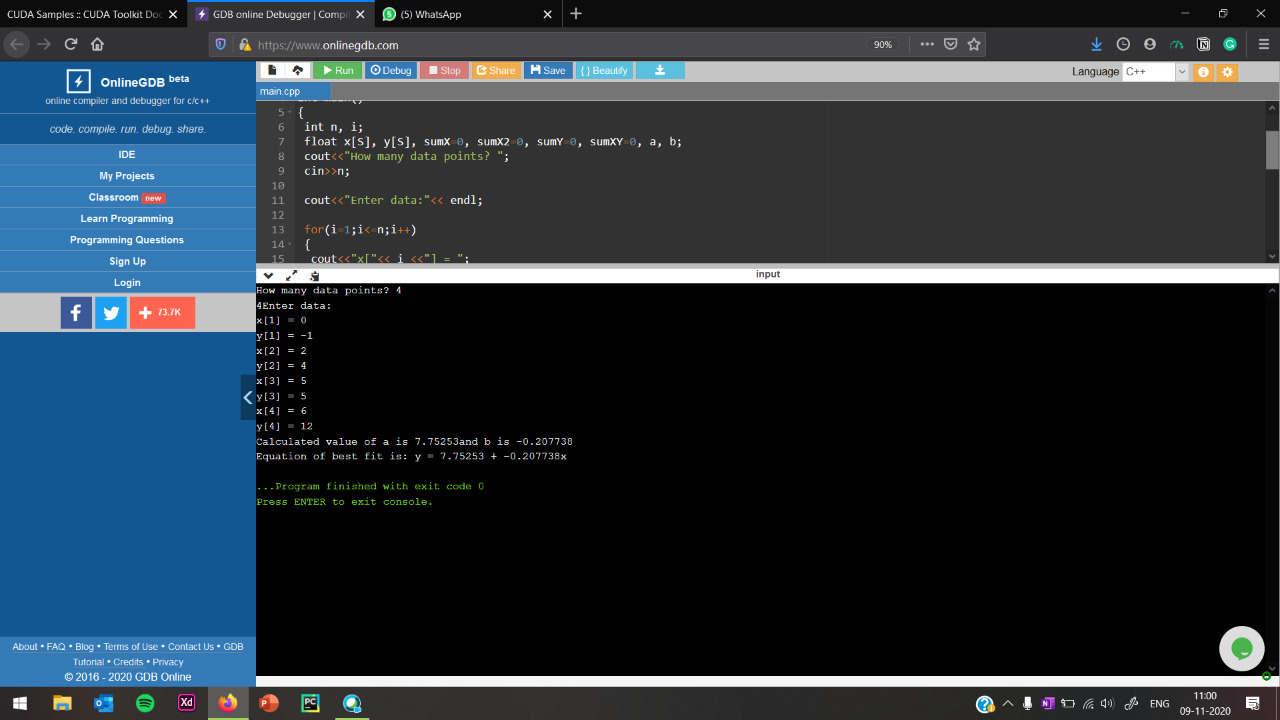 CUDA Samples :: CUDA Toolkit Doc
GDB online Debugger | Compil
(5) WhatsApp
https://www.onlinegdb.com
90%
OnlineGDB beta
online compiler and debugger for c/c++
code. compile. run. debug. share.
IDE
My Projects
Classroom new
Learn Programming
Programming Questions
Sign Up
Login
73.7K
About • FAQ • Blog • Terms of Use • Contact Us • GDB
Tutorial • Credits • Privacy
© 2016 - 2020 GDB Online
Run
Debug
Stop
Share
Save
{ } Beautify
Language C++
main.cpp
int main()
5 {
6 int n, i;
7 float x[S], y[S], sumX=0, sumX2=0, sumY=0, sumXY=0, a, b;
8 cout<<"How many data points? ";
9 cin>>n;
10
11 cout<<"Enter data:"<< endl;
12
13 for(i=1;i<=n;i++)
14 {
15 cout<<"x["<< i <<"] = ";
input
How many data points? 4
4Enter data:
x[1] = 0
y[1] = -1
x[2] = 2
y[2] = 4
x[3] = 5
y[3] = 5
x[4] = 6
y[4] = 12
Calculated value of a is 7.75253and b is -0.207738
Equation of best fit is: y = 7.75253 + -0.207738x
...Program finished with exit code 0
Press ENTER to exit console.
Xd
PC
ENG
11:00
09-11-2020